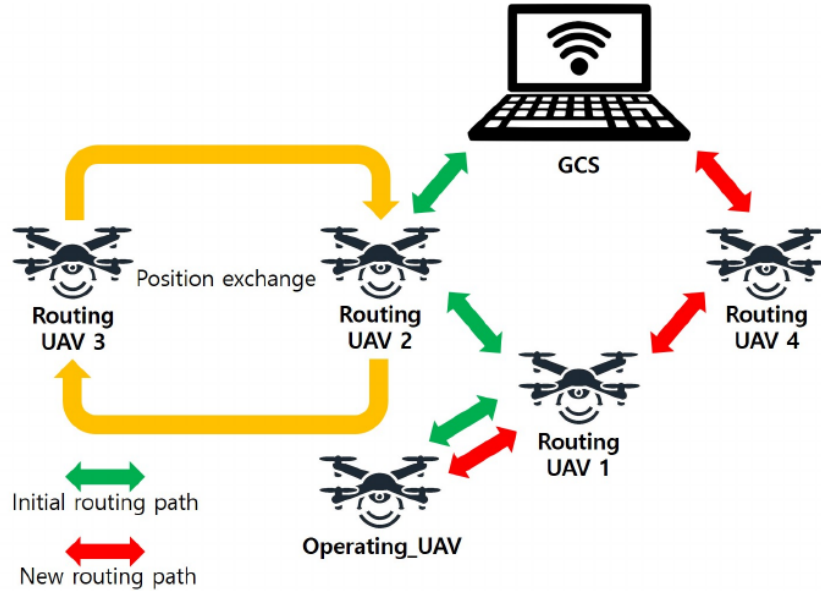 GCS
Position exchange
Routing
UAV 3
Routing
UAV 2
Routing
UAV 4
Routing
UAV 1
Operating_UAV
Initial routing path
New routing path